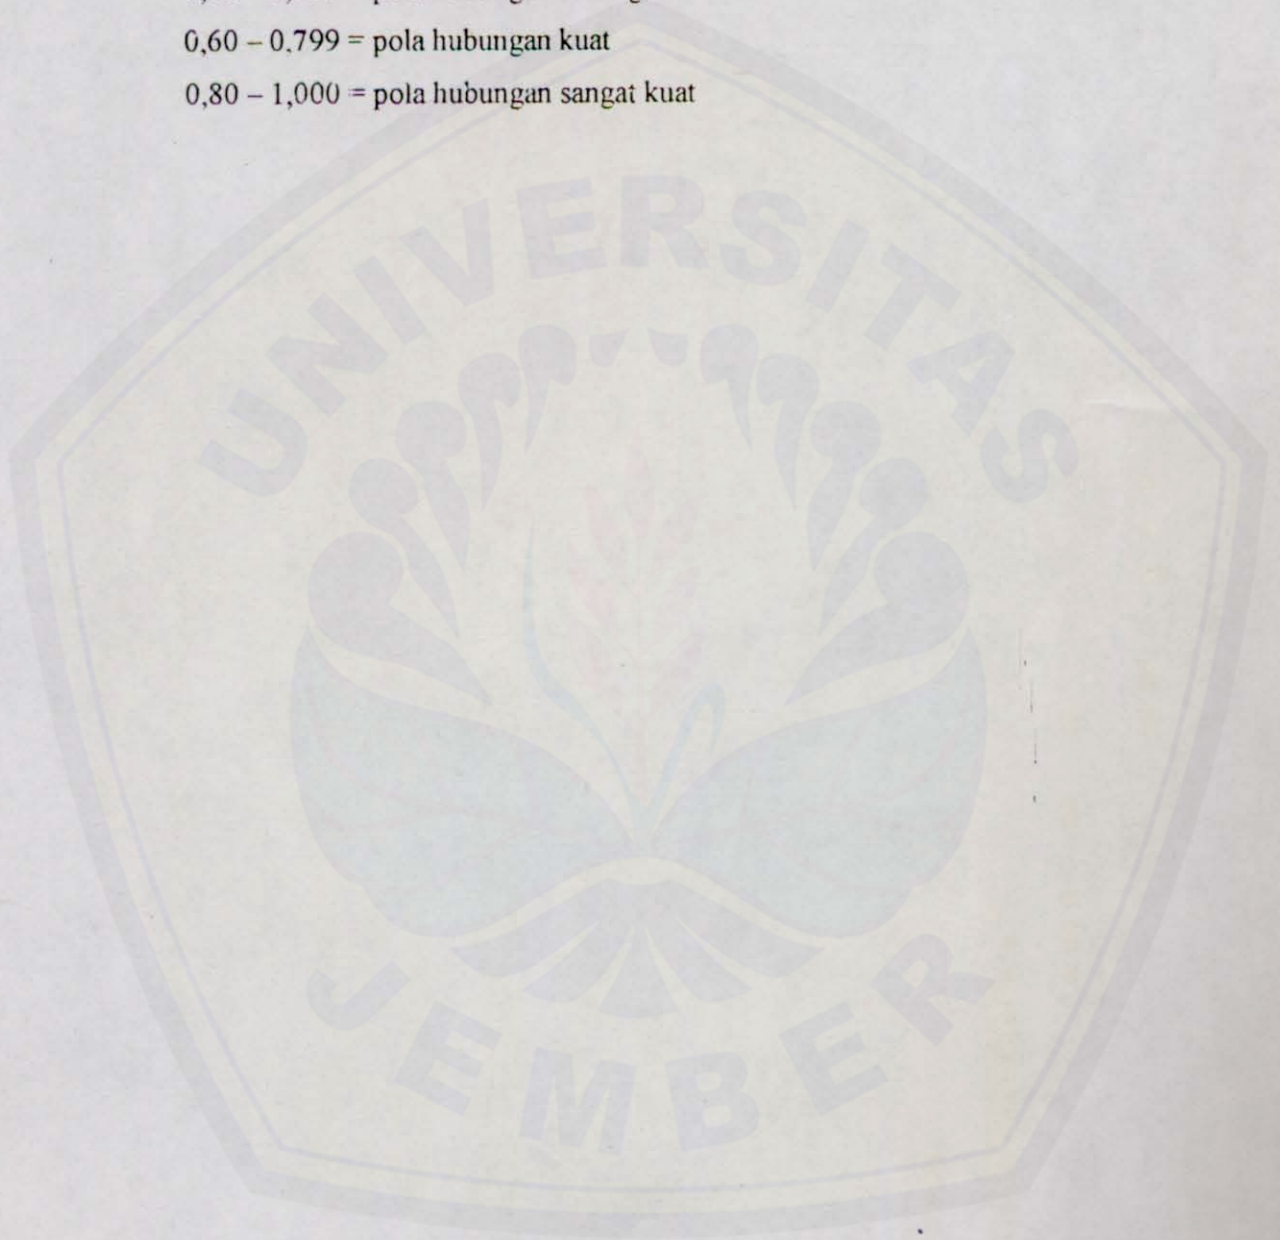 0,60 – 0.799 = pola hubungan kuat
0,80 – 1,000 = pola hubungan sangat kuat
UNIVERSITAS
JEMBER